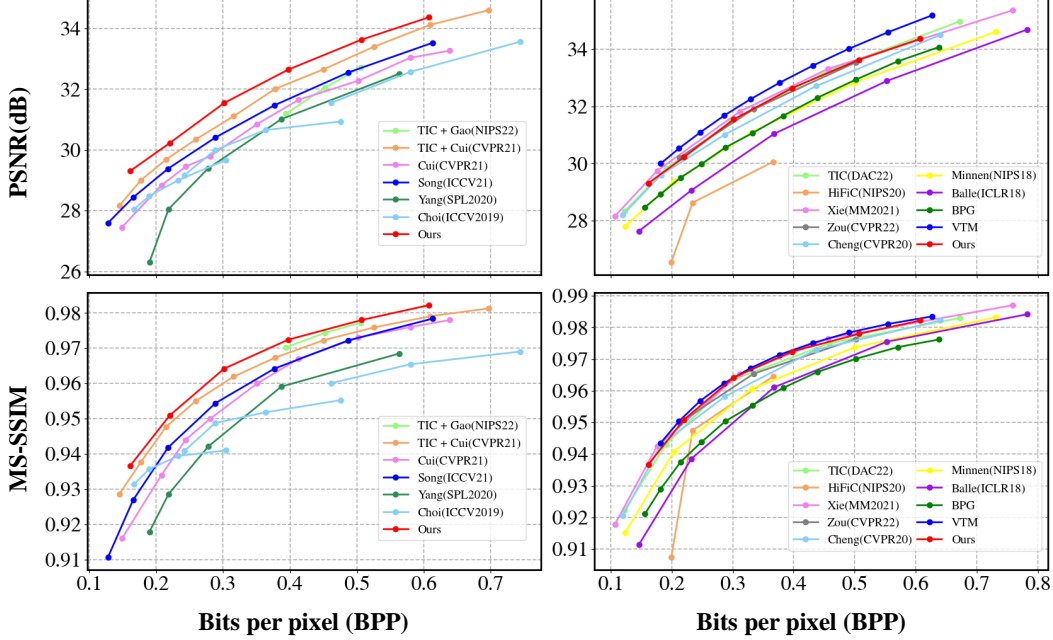 PSNR(dB)
34
32
30
28
26
TIC + Gao(NIPS22)
TIC + Cui(CVPR21)
Cui(CVPR21)
Song(ICCV21)
Yang(SPL2020)
Choi(ICCV2019)
Ours
34
32
30
28
TIC(DAC22)
HiFiC(NIPS20)
Xie(MM2021)
Zou(CVPR22)
Cheng(CVPR20)
Minnen(NIPS18)
Balle(ICLR18)
BPG
VTM
Ours
MS-SSIM
0.98
0.97
0.96
0.95
0.94
0.93
0.92
0.91
TIC + Gao(NIPS22)
TIC + Cui(CVPR21)
Cui(CVPR21)
Song(ICCV21)
Yang(SPL2020)
Choi(ICCV2019)
Ours
0.1 0.2 0.3 0.4 0.5 0.6 0.7
Bits per pixel (BPP)
0.99
0.98
0.97
0.96
0.95
0.94
0.93
0.92
0.91
TIC(DAC22)
HiFiC(NIPS20)
Xie(MM2021)
Zou(CVPR22)
Cheng(CVPR20)
Minnen(NIPS18)
Balle(ICLR18)
BPG
VTM
Ours
0.1 0.2 0.3 0.4 0.5 0.6 0.7 0.8
Bits per pixel (BPP)